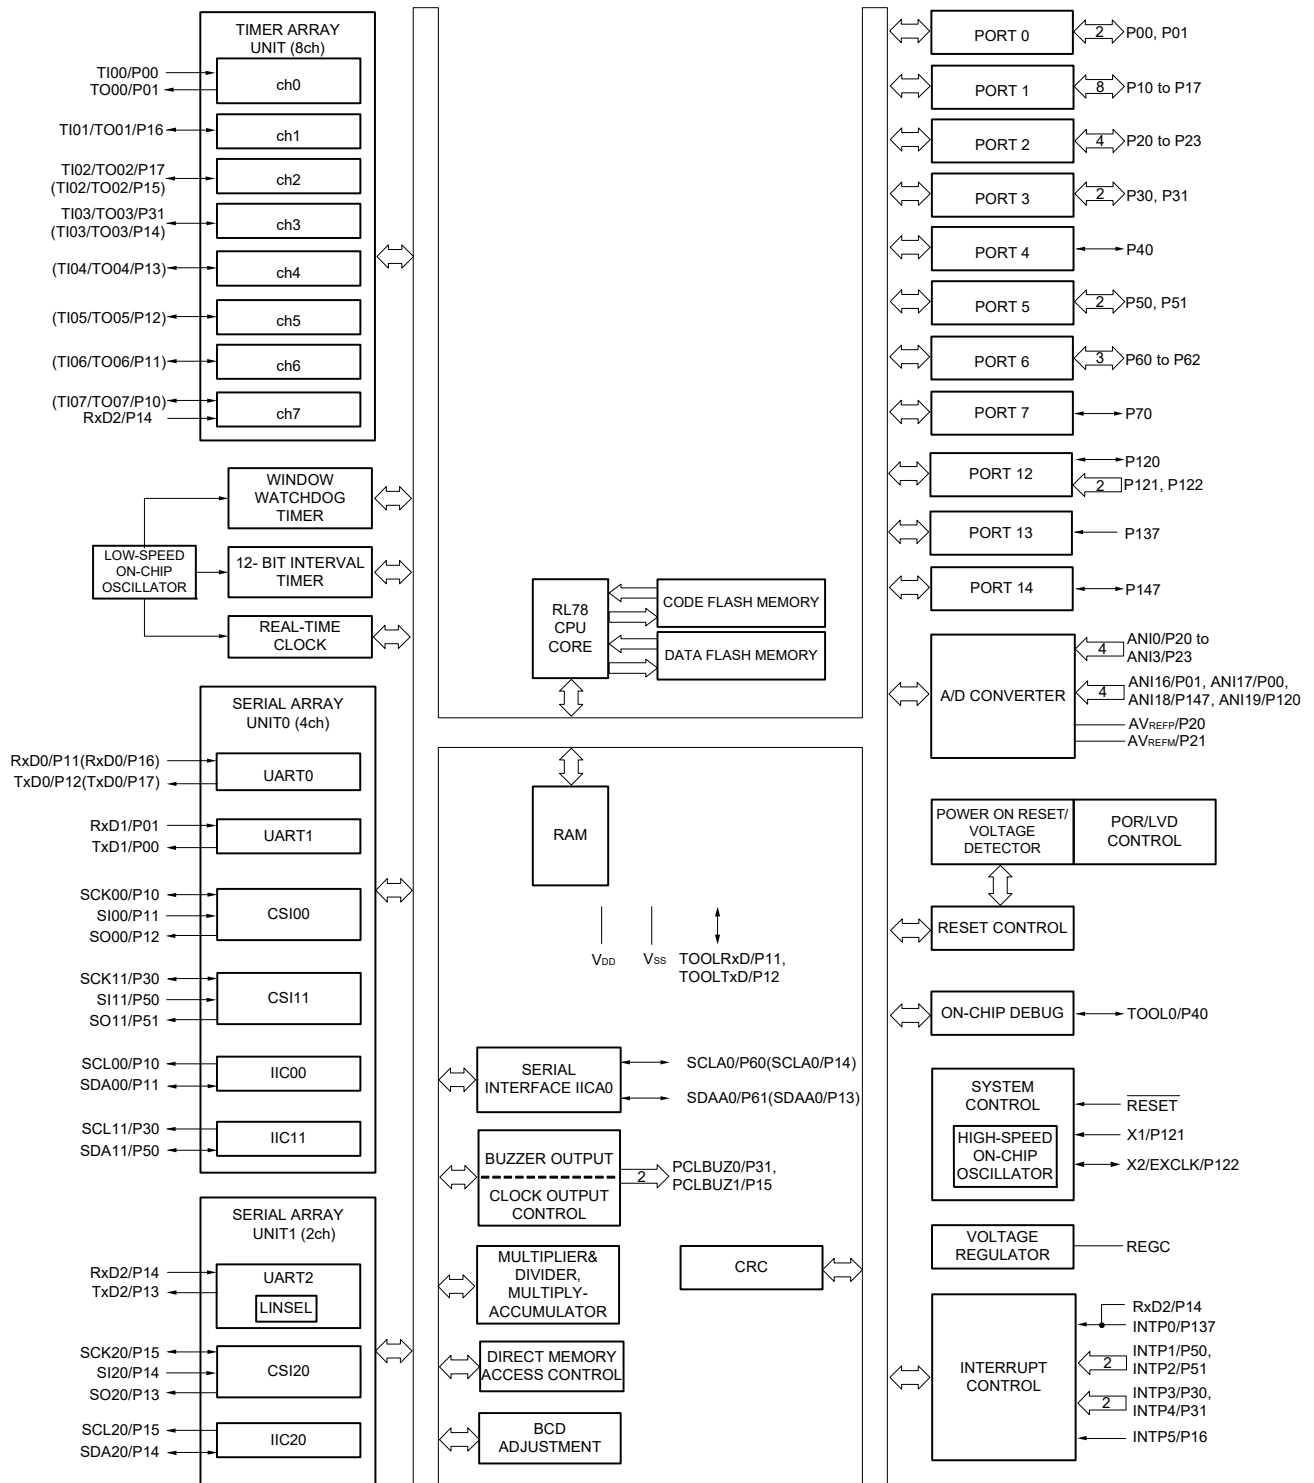 TIMER ARRAY
UNIT (8ch)
TI00/P00
TO00/P01
ch0
TI01/TO01/P16
ch1
TI02/TO02/P17
(TI02/TO02/P15)
ch2
TI03/TO03/P31
(TI03/TO03/P14)
ch3
(TI04/TO04/P13)
ch4
(TI05/TO05/P12)
ch5
(TI06/TO06/P11)
ch6
(TI07/TO07/P10)
RxD2/P14
ch7
WINDOW
WATCHDOG
TIMER
LOW-SPEED
ON-CHIP
OSCILLATOR
12- BIT INTERVAL
TIMER
REAL-TIME
CLOCK
SERIAL ARRAY
UNIT0 (4ch)
RxD0/P11(RxD0/P16)
TxD0/P12(TxD0/P17)
UART0
RxD1/P01
TxD1/P00
UART1
SCK00/P10
SI00/P11
SO00/P12
CSI00
SCK11/P30
SI11/P50
SO11/P51
CSI11
SCL00/P10
SDA00/P11
IIC00
SCL11/P30
SDA11/P50
IIC11
SERIAL ARRAY
UNIT1 (2ch)
RxD2/P14
TxD2/P13
UART2
LINSEL
SCK20/P15
SI20/P14
SO20/P13
CSI20
SCL20/P15
SDA20/P14
IIC20
RL78
CPU
CORE
CODE FLASH MEMORY
DATA FLASH MEMORY
RAM
VDD
VSS
TOOLRxD/P11,
TOOLTxD/P12
SERIAL
INTERFACE IICA0
SCLA0/P60(SCLA0/P14)
SDAA0/P61(SDAA0/P13)
BUZZER OUTPUT
CLOCK OUTPUT
CONTROL
2
PCLBUZ0/P31,
PCLBUZ1/P15
MULTIPLIER&
DIVIDER,
MULTIPLY-
ACCUMULATOR
CRC
DIRECT MEMORY
ACCESS CONTROL
BCD
ADJUSTMENT
PORT 0
2
P00, P01
PORT 1
8
P10 to P17
PORT 2
4
P20 to P23
PORT 3
2
P30, P31
PORT 4
P40
PORT 5
2
P50, P51
PORT 6
3
P60 to P62
PORT 7
P70
PORT 12
P120
2
P121, P122
PORT 13
P137
PORT 14
P147
A/D CONVERTER
4
ANI0/P20 to
ANI3/P23
4
ANI16/P01, ANI17/P00,
ANI18/P147, ANI19/P120
AVREFP/P20
AVREFM/P21
POWER ON RESET/
VOLTAGE
DETECTOR
POR/LVD
CONTROL
RESET CONTROL
ON-CHIP DEBUG
TOOL0/P40
SYSTEM
CONTROL
HIGH-SPEED
ON-CHIP
OSCILLATOR
RESET
X1/P121
X2/EXCLK/P122
VOLTAGE
REGULATOR
REGC
INTERRUPT
CONTROL
RxD2/P14
INTP0/P137
2
INTP1/P50,
INTP2/P51
2
INTP3/P30,
INTP4/P31
INTP5/P16